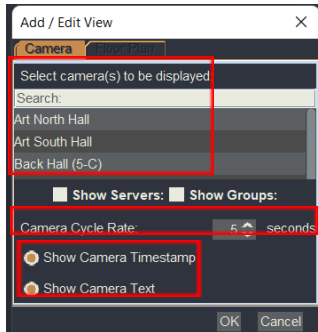 Add / Edit View
Camera Floor Plan
Select camera(s) to be displayed:
Search:
Art North Hall
Art South Hall
Back Hall (5-C)
Show Servers: Show Groups:
Camera Cycle Rate: 5 seconds
Show Camera Timestamp
Show Camera Text
OK Cancel